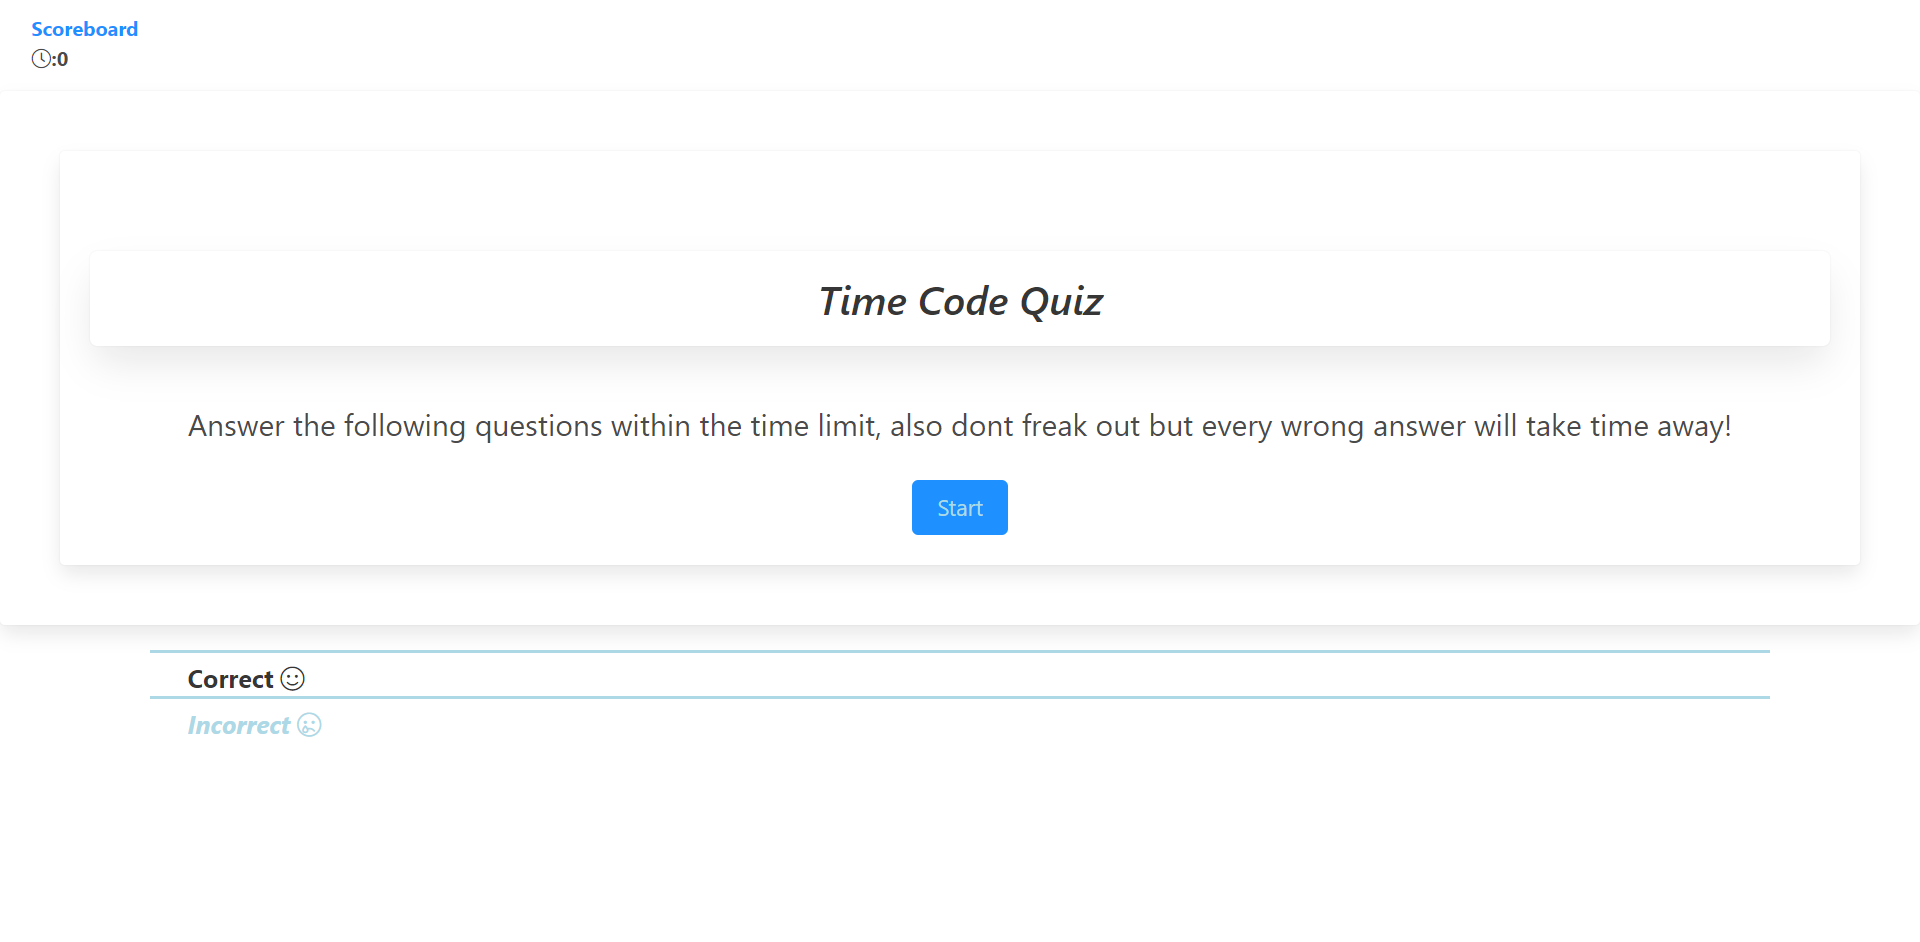 Scoreboard
:0
Time Code Quiz
Answer the following questions within the time limit, also dont freak out but every wrong answer will take time away!
Start
Correct
Incorrect